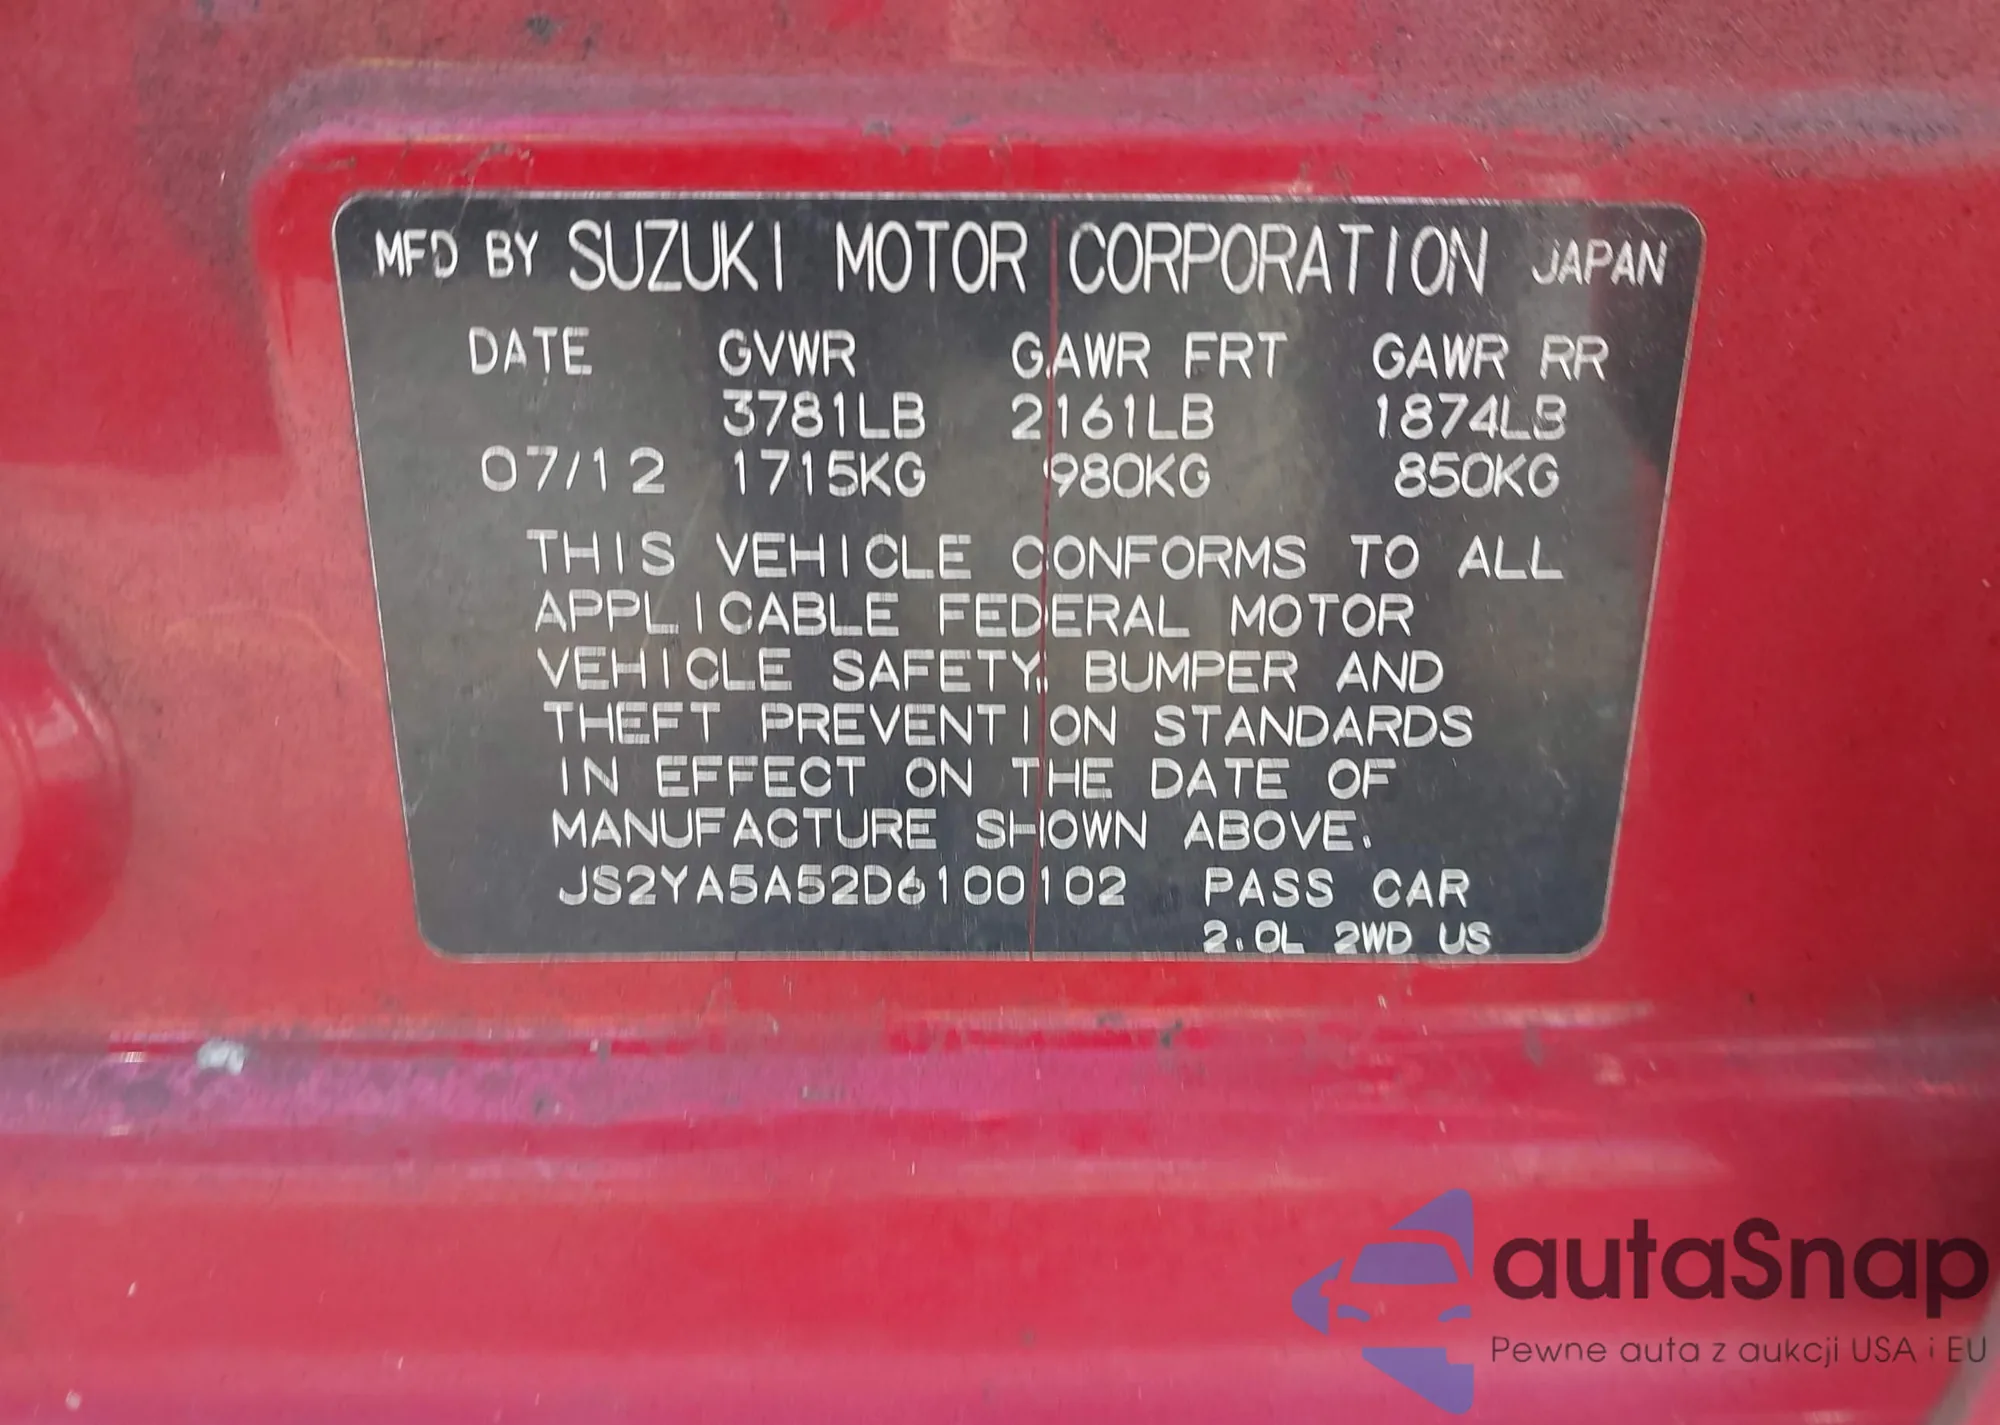 MFD BY SUZUKI MOTOR CORPORATION JAPAN
DATE GVWR GAWR FRT GAWR RR
3781LB 2161LB 1874LB
07/12 1715KG 980KG 850KG
THIS VEHICLE CONFORMS TO ALL
APPLICABLE FEDERAL MOTOR
VEHICLE SAFETY, BUMPER AND
THEFT PREVENTION STANDARDS
IN EFFECT ON THE DATE OF
MANUFACTURE SHOWN ABOVE.
JS2YA5A52D6100102 PASS CAR
2.0L 2WD US
autaSnap
Pewne auta z aukcji USA i EU